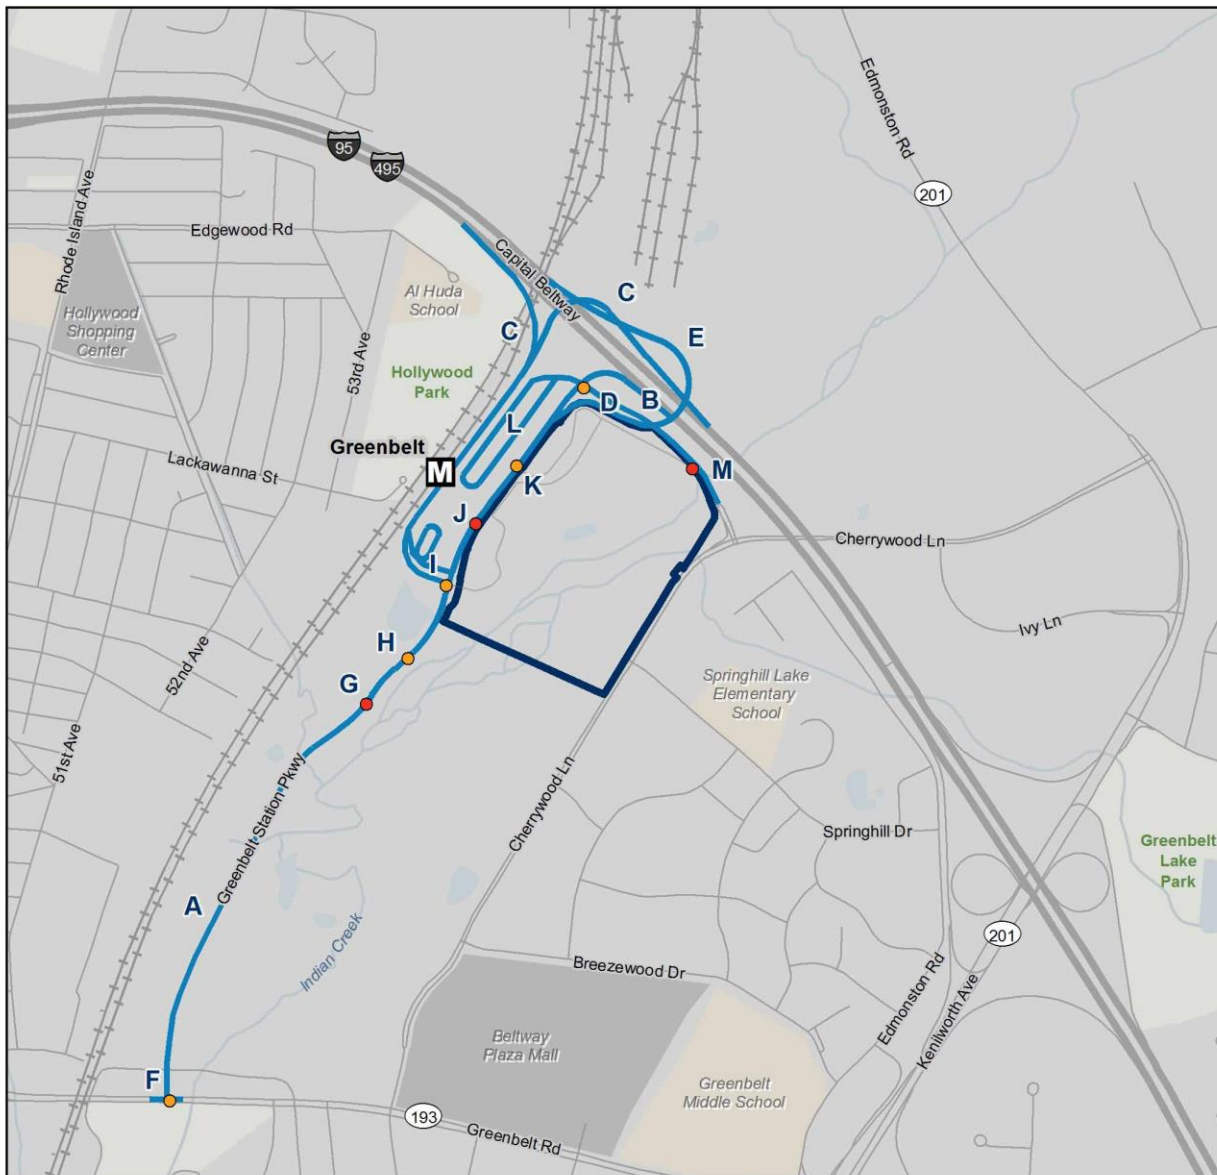 Edmonston Rd
201
95
495
Rhode Island Ave
Edgewood Rd
Capital Beltway
C
Al Huda
School
Hollywood
Shopping
Center
C
E
53rd Ave
Hollywood
Park
B
D
L
Greenbelt
M
Lackawanna St
K
M
J
Cherrywood Ln
I
Ivy Ln
H
52nd Ave
Springhill Lake
Elementary
School
G
51st Ave
Greenbelt Station Pkwy
Cherrywood Ln
Springhill Dr
Greenbelt
Lake
Park
A
201
Indian Creek
Breezewood Dr
Edmonston Rd
Kenilworth Ave
Beltway
Plaza Mall
Greenbelt
Middle School
F
193
Greenbelt Rd